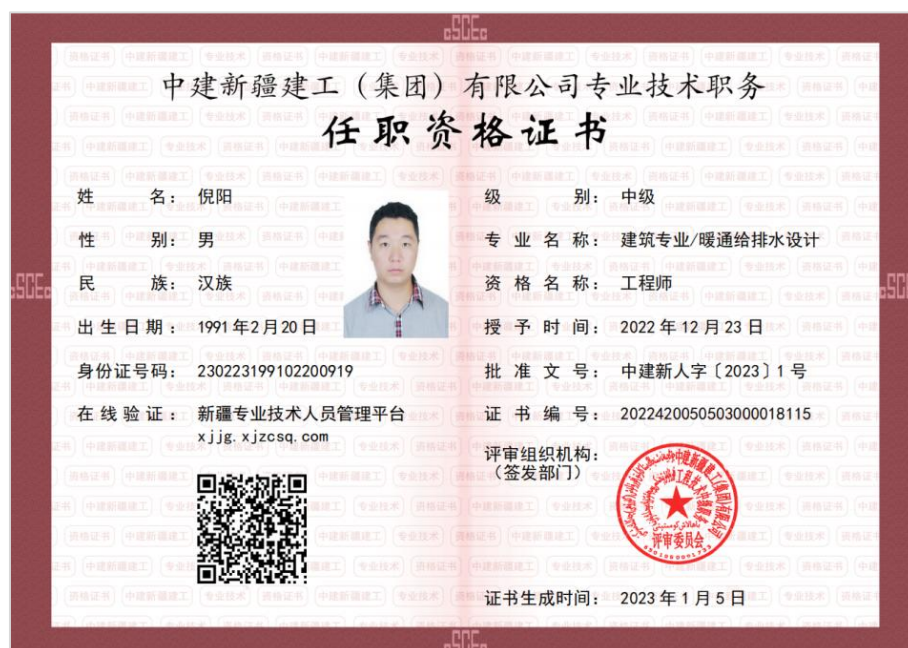 中建新疆建工（集团）有限公司专业技术职务
任职资格证书
姓 名： 倪阳
性 别： 男
民 族： 汉族
出生日期： 1991年2月20日
身份证号码： 230223199102200919
在线验证： 新疆专业技术人员管理平台
xjjg.xjzcsq.com
级 别： 中级
专业名称： 建筑专业/暖通给排水设计
资格名称： 工程师
授予时间： 2022年12月23日
批准文号： 中建新人字〔2023〕1号
证书编号： 2022420050503000018115
评审组织机构：
（签发部门）
评审委员会
证书生成时间： 2023年1月5日